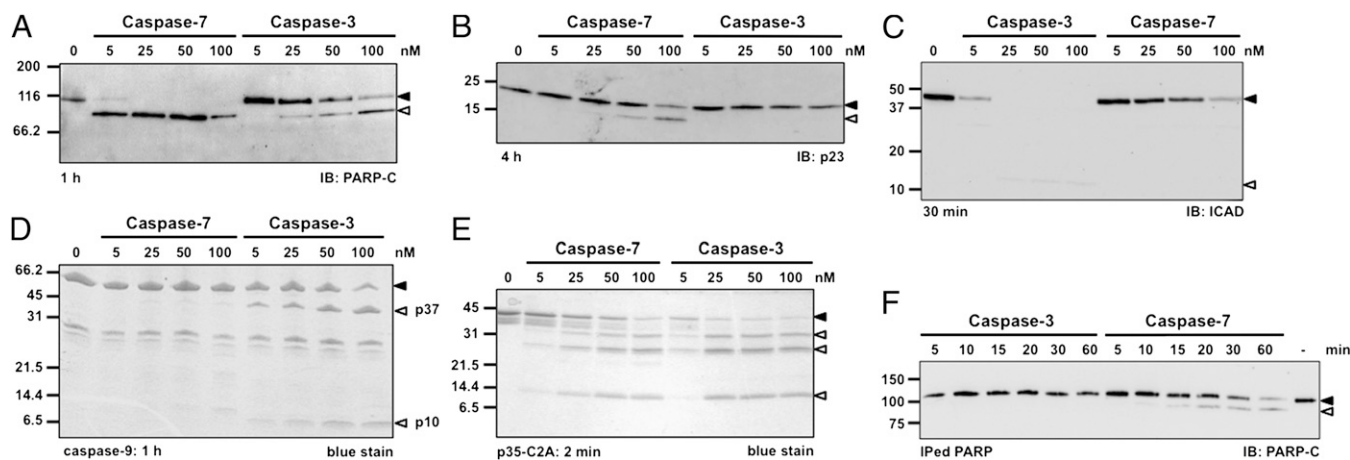 A
Caspase-7 Caspase-3
0 5 25 50 100 5 25 50 100 nM
200
116
66.2
1 h IB: PARP-C
B
Caspase-7 Caspase-3
0 5 25 50 100 5 25 50 100 nM
25
15
4 h IB: p23
C
Caspase-3 Caspase-7
0 5 25 50 100 5 25 50 100 nM
50
37
20
10
30 min IB: ICAD
D
Caspase-7 Caspase-3
0 5 25 50 100 5 25 50 100 nM
66.2
45
31
21.5
14.4
6.5
p37
p10
caspase-9: 1 h blue stain
E
Caspase-7 Caspase-3
0 5 25 50 100 5 25 50 100 nM
45
31
21.5
14.4
6.5
p35-C2A: 2 min blue stain
F
Caspase-3 Caspase-7
5 10 15 20 30 60 5 10 15 20 30 60 - min
150
100
75
IPed PARP IB: PARP-C